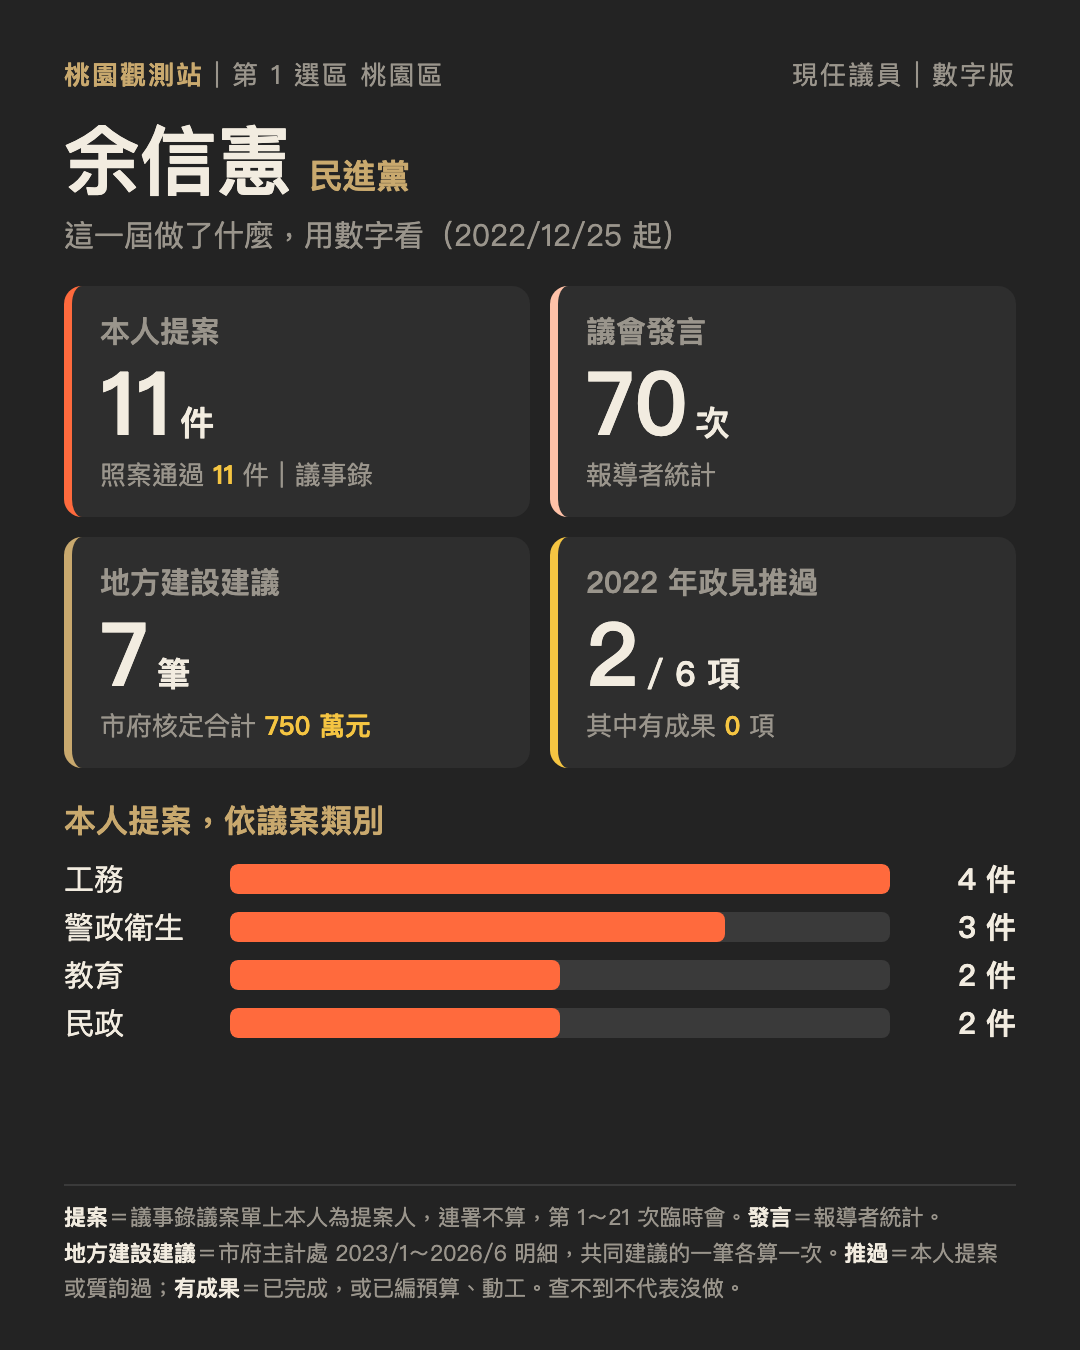 桃園觀測站｜第 1 選區 桃園區
現任議員｜數字版
余信憲 民進黨
這一屆做了什麼，用數字看（2022/12/25 起）
本人提案
11 件
照案通過 11 件｜議事錄
議會發言
70 次
報導者統計
地方建設建議
7 筆
市府核定合計 750 萬元
2022 年政見推過
2 / 6 項
其中有成果 0 項
本人提案，依議案類別
工務 4 件
警政衛生 3 件
教育 2 件
民政 2 件
提案＝議事錄議案單上本人為提案人，連署不算，第 1～21 次臨時會。發言＝報導者統計。
地方建設建議＝市府主計處 2023/1～2026/6 明細，共同建議的一筆各算一次。推過＝本人提案
或質詢過；有成果＝已完成，或已編預算、動工。查不到不代表沒做。